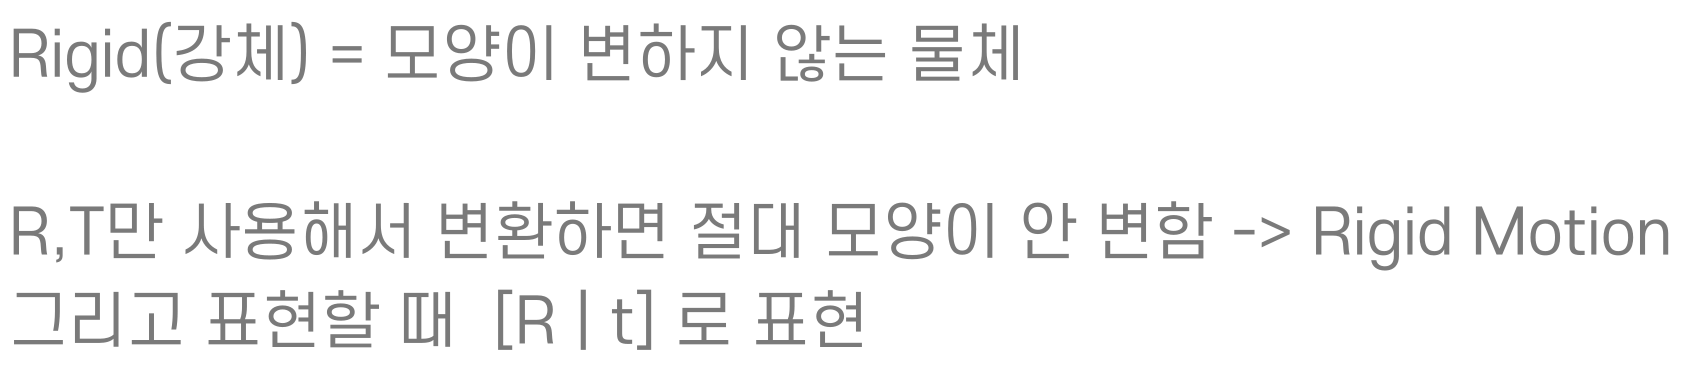 Rigid(강체) = 모양이 변하지 않는 물체
R,T만 사용해서 변환하면 절대 모양이 안 변함 -> Rigid Motion
그리고 표현할 때 [R | t] 로 표현